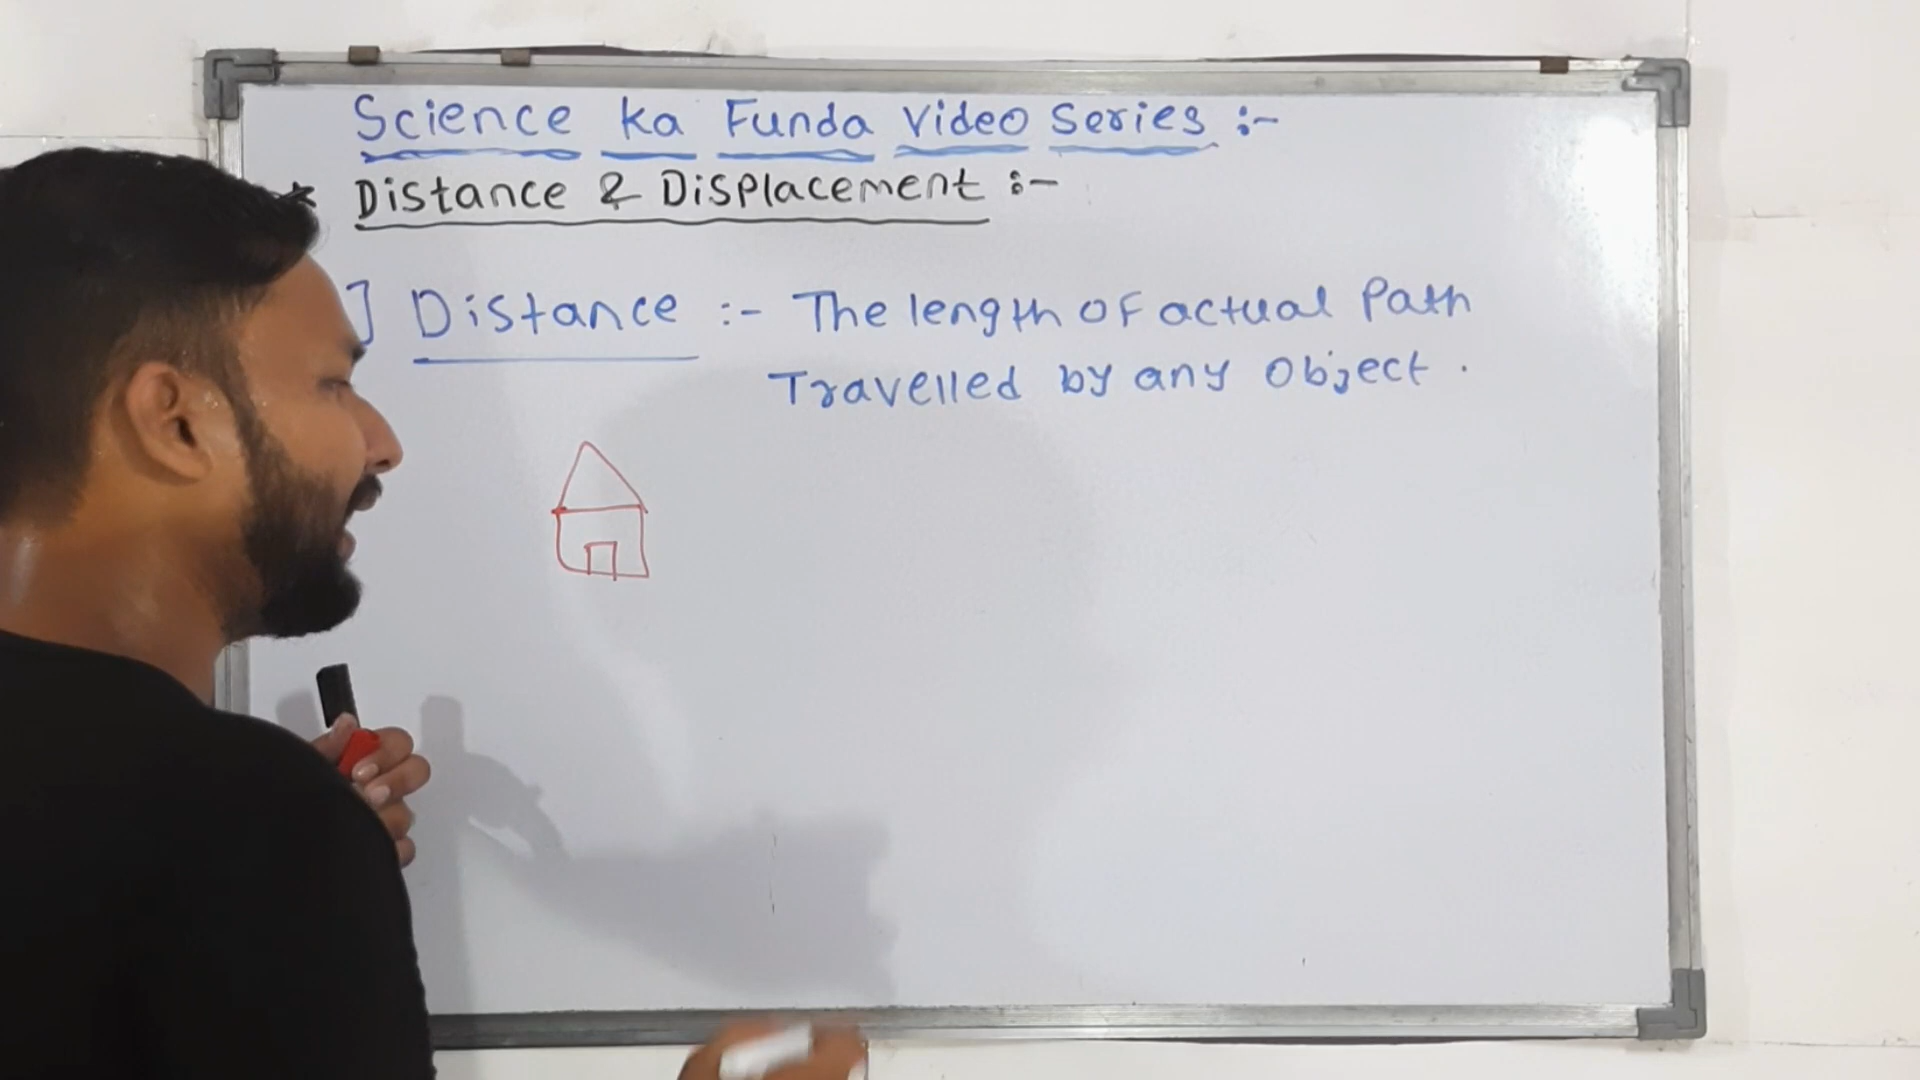 Science ka Funda Video Series :-
* Distance & Displacement :-
] Distance :- The length of actual Path
Travelled by any object .